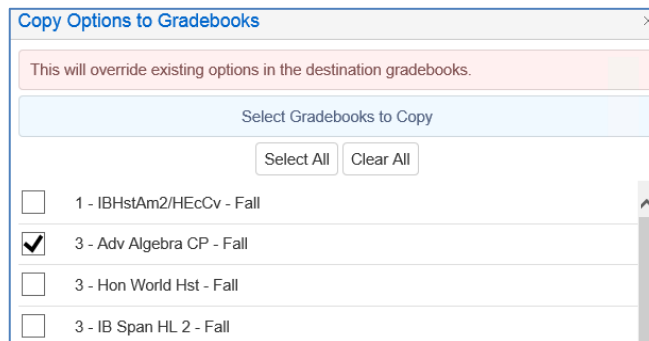 Copy Options to Gradebooks
This will override existing options in the destination gradebooks.
Select Gradebooks to Copy
Select All Clear All
1 - IBHstAm2/HEcCv - Fall
3 - Adv Algebra CP - Fall
3 - Hon World Hst - Fall
3 - IB Span HL 2 - Fall